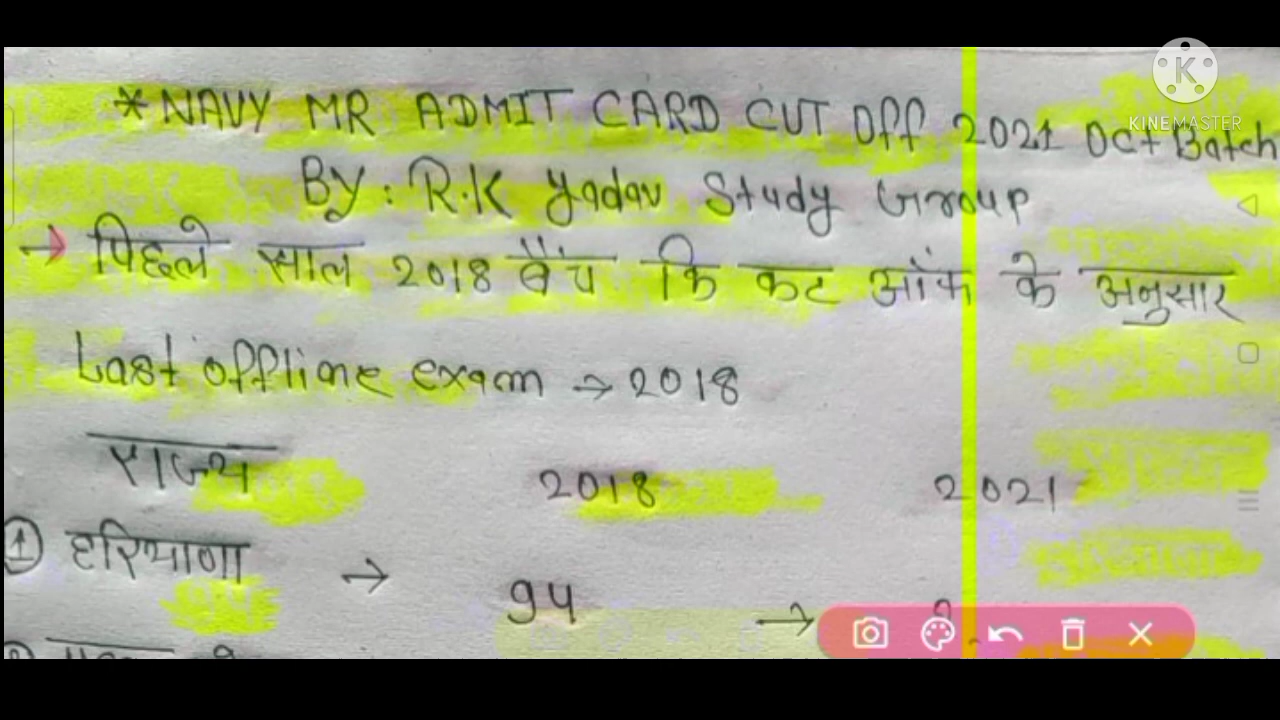 *NAVY MR ADMIT CARD CUT Off 2021 Oct Batch
KINEMASTER
By: R.K Yadav Study Group
→ पिछले साल 2018 बैंच कि कट ऑफ के अनुसार
Last offline exam → 2018
राज्य 2018 2021
① हरियाणा → 94 →